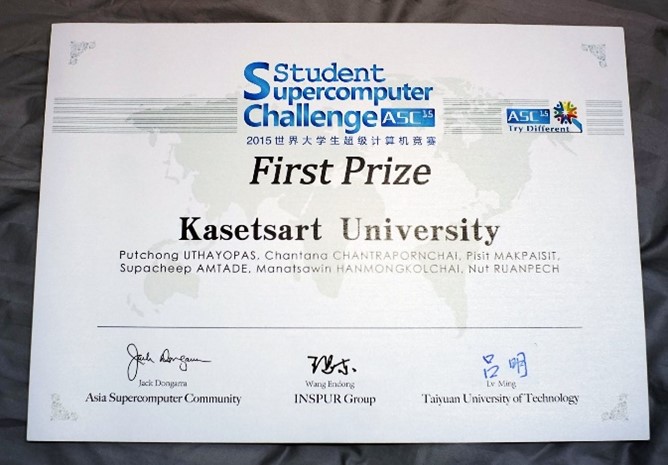 Student
Supercomputer
Challenge ASC15
2015世界大学生超级计算机竞赛
ASC15
Try Different
First Prize
Kasetsart University
Putchong UTHAYOPAS, Chantana CHANTRAPORNCHAI, Pisit MAKPAISIT,
Supacheep AMTADE, Manatsawin HANMONGKOLCHAI, Nut RUANPECH
Jack Dongarra
Jack Dongarra
Asia Supercomputer Community
Wang Endong
INSPUR Group
吕明
Lv Ming
Taiyuan University of Technology